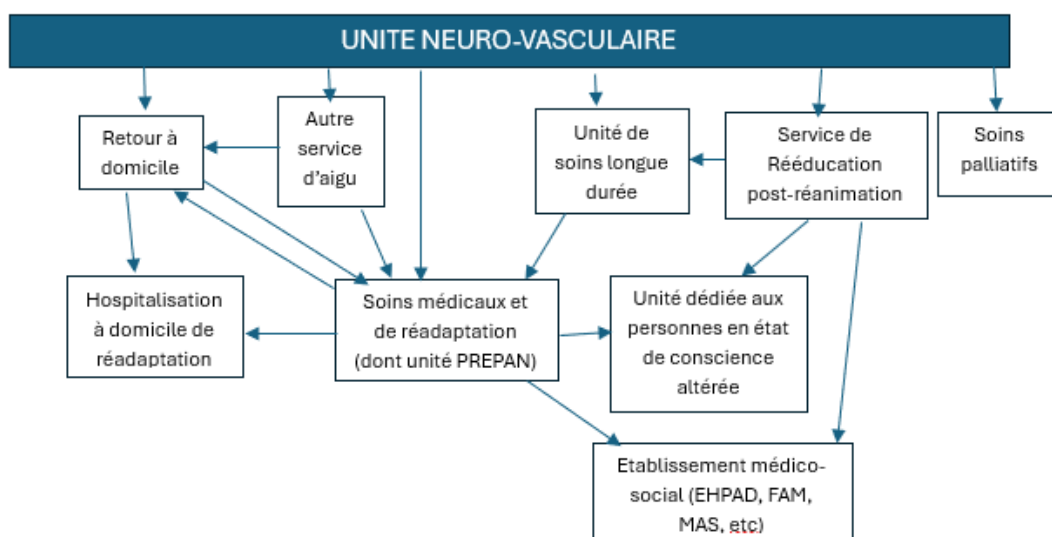 UNITE NEURO-VASCULAIRE
Retour à
domicile
Autre
service
d'aigu
Unité de
soins longue
durée
Service de
Rééducation
post-réanimation
Soins
palliatifs
Hospitalisation
à domicile de
réadaptation
Soins médicaux et
de réadaptation
(dont unité PREPAN)
Unité dédiée aux
personnes en état
de conscience
altérée
Etablissement médico-
social (EHPAD, FAM,
MAS, etc)